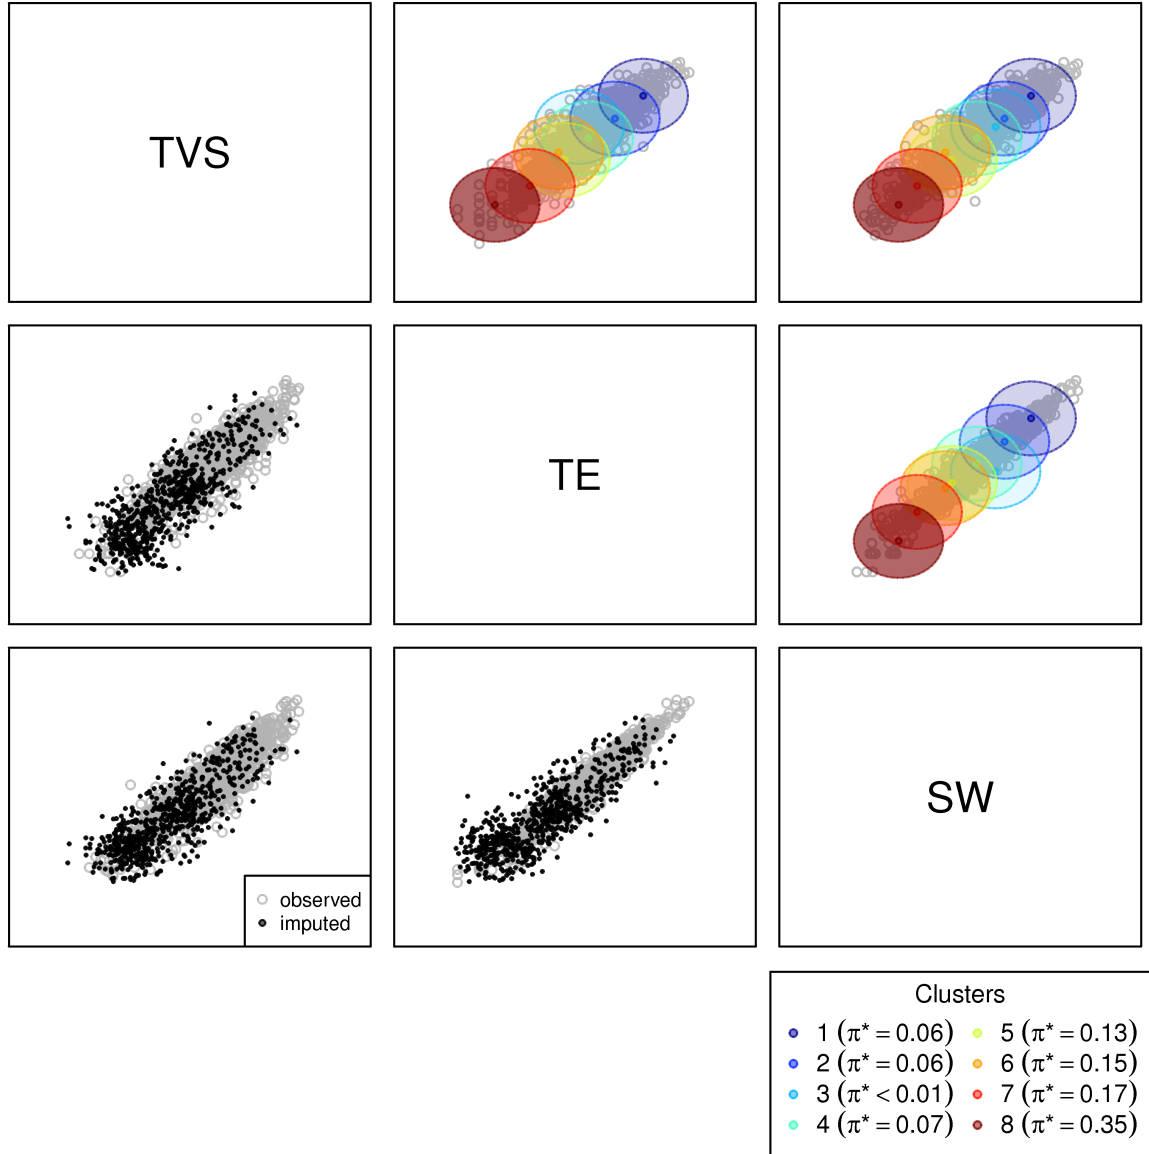 TVS
TE
SW
observed
imputed
Clusters
1 (π* = 0.06) 5 (π* = 0.13)
2 (π* = 0.06) 6 (π* = 0.15)
3 (π* < 0.01) 7 (π* = 0.17)
4 (π* = 0.07) 8 (π* = 0.35)